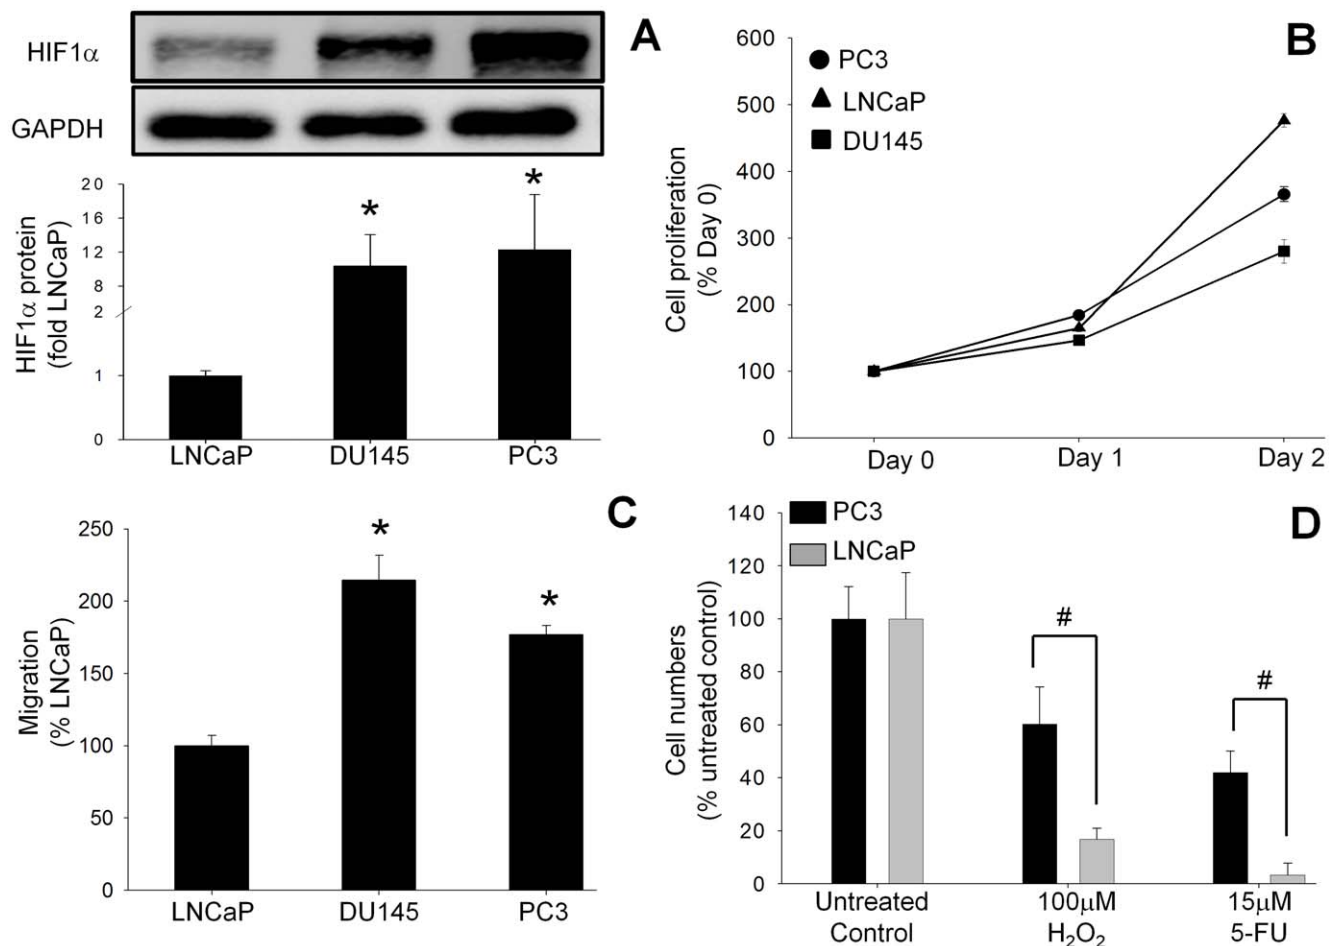 A
HIF1α
GAPDH
HIF1α protein
(fold LNCaP)
20
16
12
8
2
1
0
*
*
LNCaP DU145 PC3
B
PC3
LNCaP
DU145
Cell proliferation
(% Day 0)
600
500
400
300
200
100
0
Day 0 Day 1 Day 2
C
Migration
(% LNCaP)
250
200
150
100
50
0
*
*
LNCaP DU145 PC3
D
PC3
LNCaP
Cell numbers
(% untreated control)
140
120
100
80
60
40
20
0
#
#
Untreated
Control
100μM
H₂O₂
15μM
5-FU